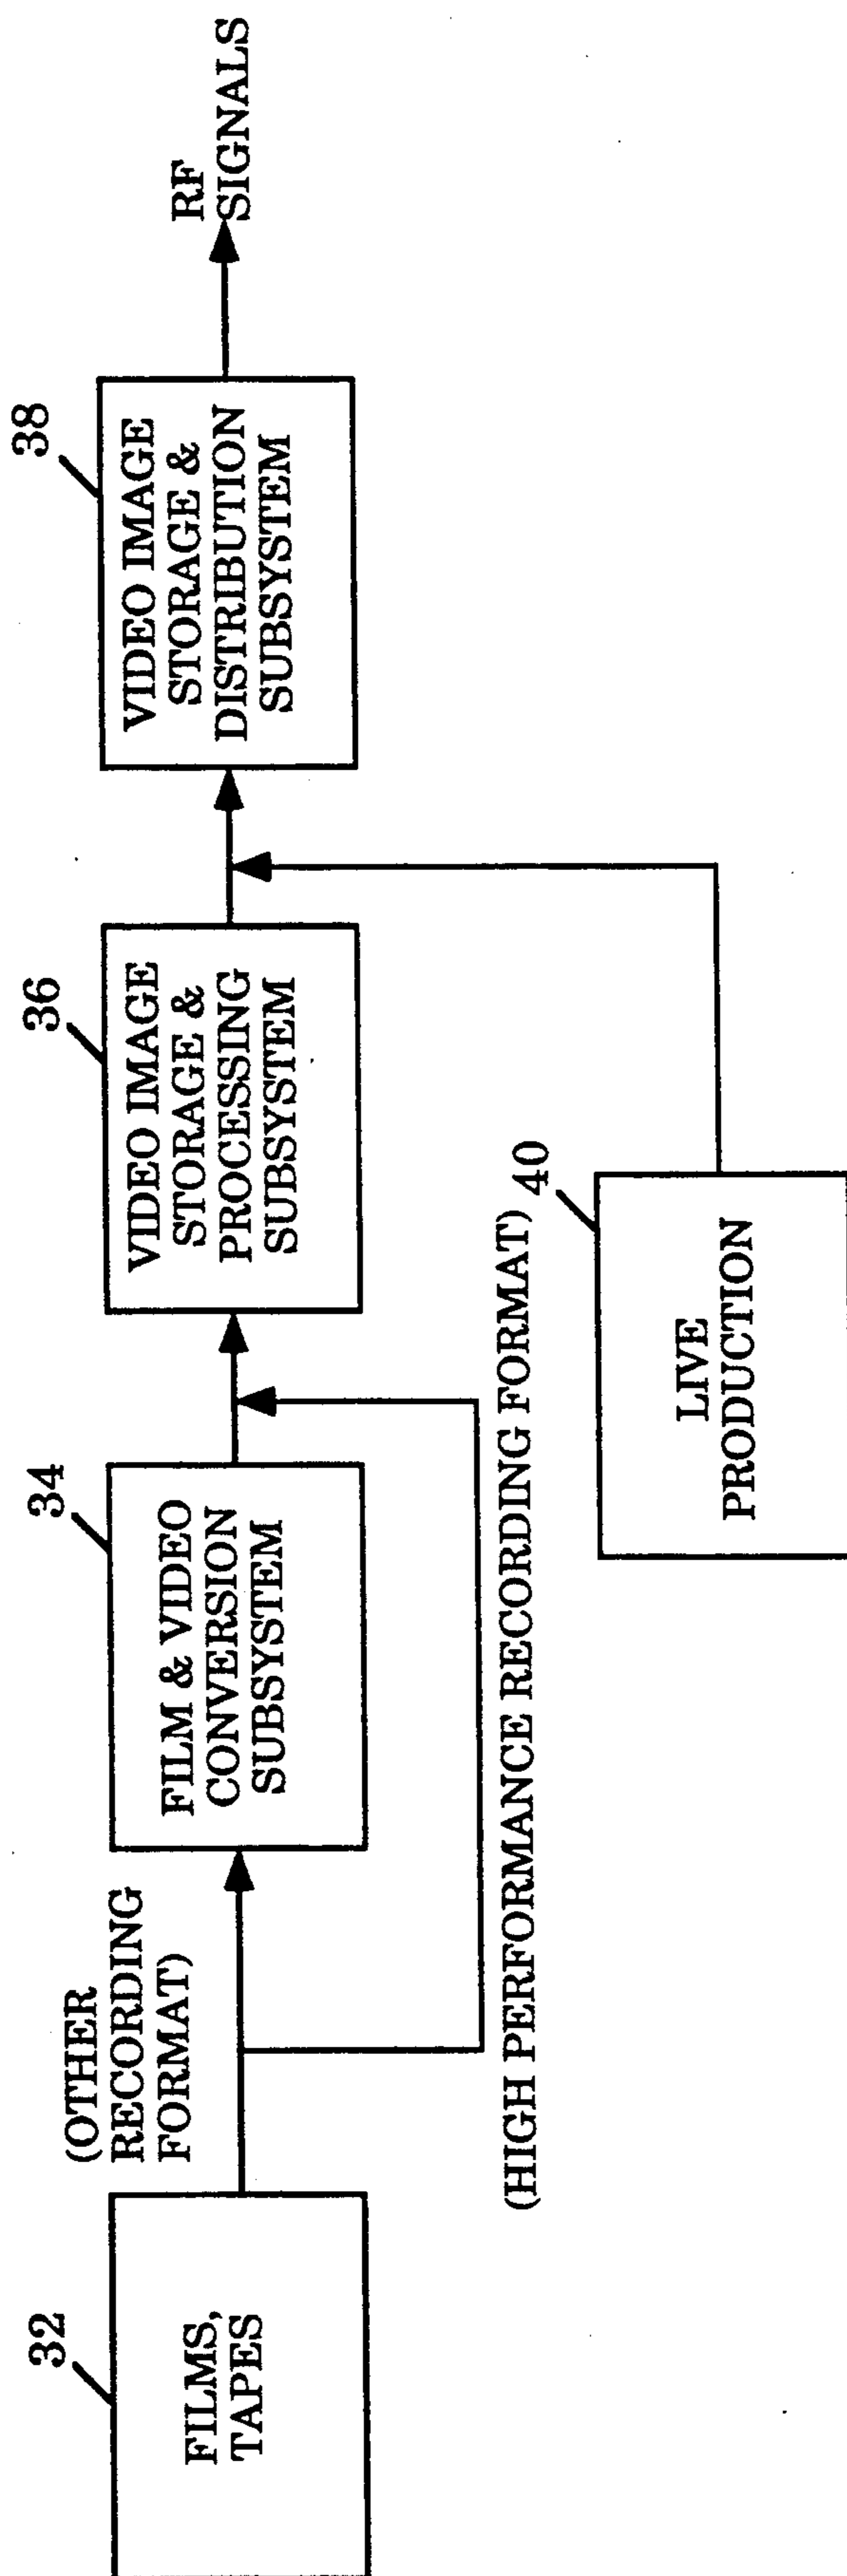 32
FILMS,
TAPES
(OTHER
RECORDING
FORMAT)
34
FILM & VIDEO
CONVERSION
SUBSYSTEM
(HIGH PERFORMANCE RECORDING FORMAT)
36
VIDEO IMAGE
STORAGE &
PROCESSING
SUBSYSTEM
40
LIVE
PRODUCTION
38
VIDEO IMAGE
STORAGE &
DISTRIBUTION
SUBSYSTEM
RF
SIGNALS